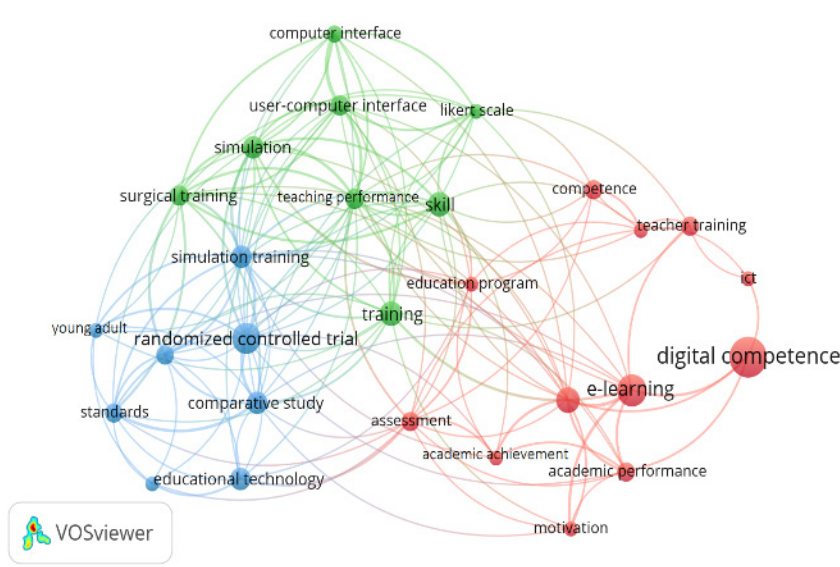 computer interface
user-computer interface
likert scale
simulation
competence
surgical training
teaching performance
skill
teacher training
simulation training
ict
education program
training
young adult
randomized controlled trial
digital competence
e-learning
comparative study
standards
assessment
academic achievement
academic performance
educational technology
motivation
VOSviewer